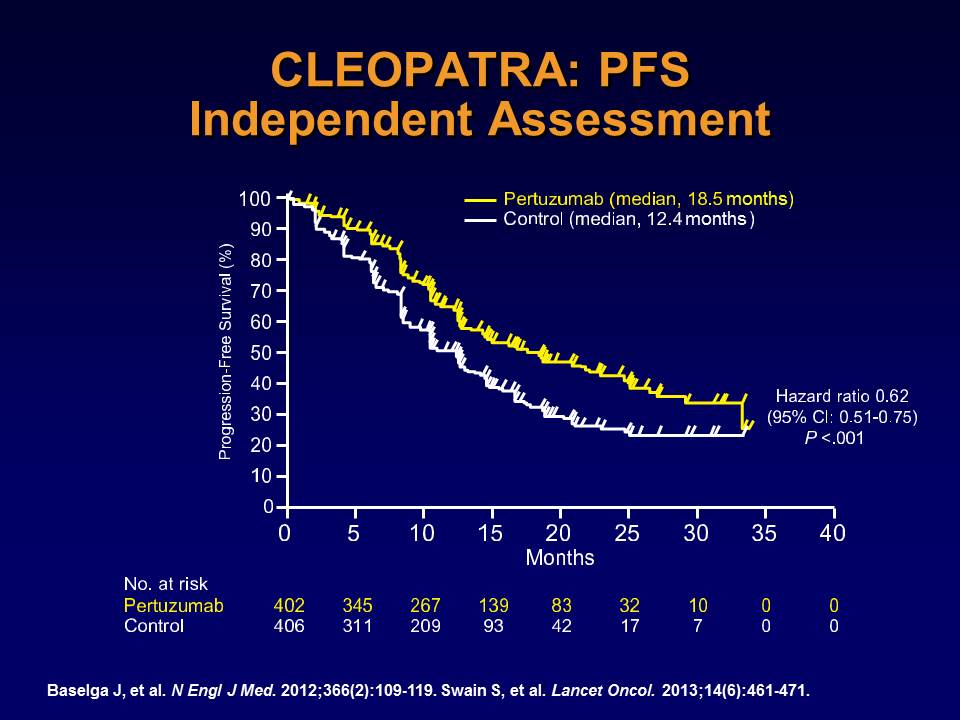 CLEOPATRA: PFS
Independent Assessment
Pertuzumab (median, 18.5 months)
Control (median, 12.4 months)
Progression-Free Survival (%)
100
90
80
70
60
50
40
30
20
10
0
0 5 10 15 20 25 30 35 40
Months
Hazard ratio 0.62
(95% CI: 0.51-0.75)
P <.001
No. at risk
Pertuzumab 402 345 267 139 83 32 10 0 0
Control 406 311 209 93 42 17 7 0 0
Baselga J, et al. N Engl J Med. 2012;366(2):109-119. Swain S, et al. Lancet Oncol. 2013;14(6):461-471.